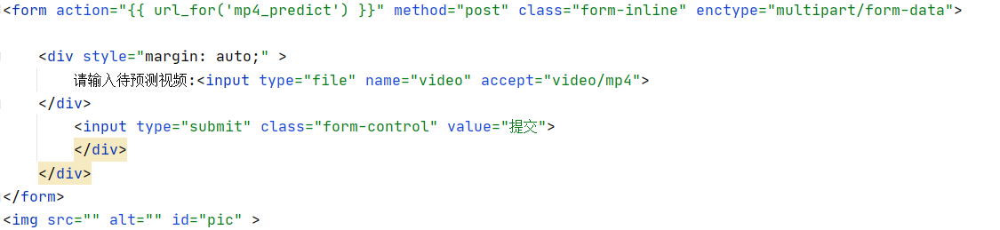 <form action="{{ url_for('mp4_predict') }}" method="post" class="form-inline" enctype="multipart/form-data">
<div style="margin: auto;" >
请输入待预测视频:<input type="file" name="video" accept="video/mp4">
</div>
<input type="submit" class="form-control" value="提交">
</div>
</div>
</form>
<img src="" alt="" id="pic" >